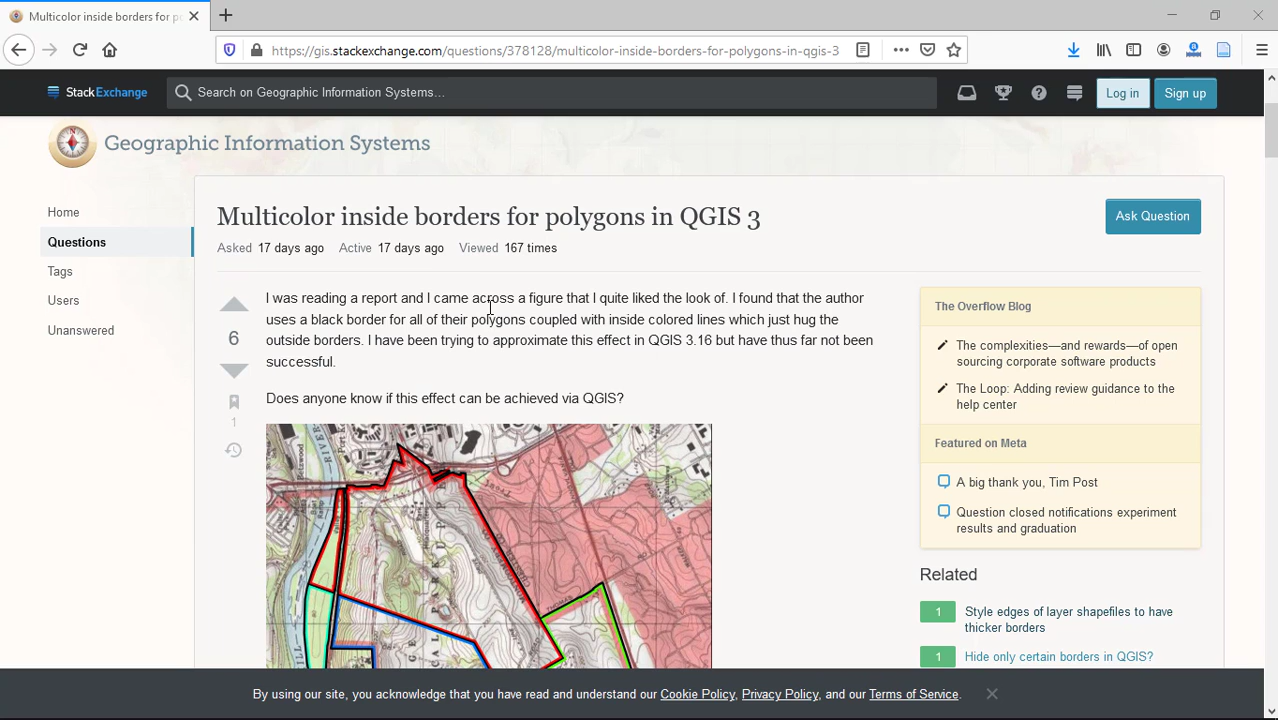 Multicolor inside borders for po
https://gis.stackexchange.com/questions/378128/multicolor-inside-borders-for-polygons-in-qgis-3
StackExchange
Search on Geographic Information Systems...
Log in
Sign up
Geographic Information Systems
Home
Questions
Tags
Users
Unanswered
Multicolor inside borders for polygons in QGIS 3
Ask Question
Asked 17 days ago Active 17 days ago Viewed 167 times
6
1
I was reading a report and I came across a figure that I quite liked the look of. I found that the author
uses a black border for all of their polygons coupled with inside colored lines which just hug the
outside borders. I have been trying to approximate this effect in QGIS 3.16 but have thus far not been
successful.
Does anyone know if this effect can be achieved via QGIS?
The Overflow Blog
The complexities—and rewards—of open
sourcing corporate software products
The Loop: Adding review guidance to the
help center
Featured on Meta
A big thank you, Tim Post
Question closed notifications experiment
results and graduation
Related
1 Style edges of layer shapefiles to have
thicker borders
1 Hide only certain borders in QGIS?
By using our site, you acknowledge that you have read and understand our Cookie Policy, Privacy Policy, and our Terms of Service.